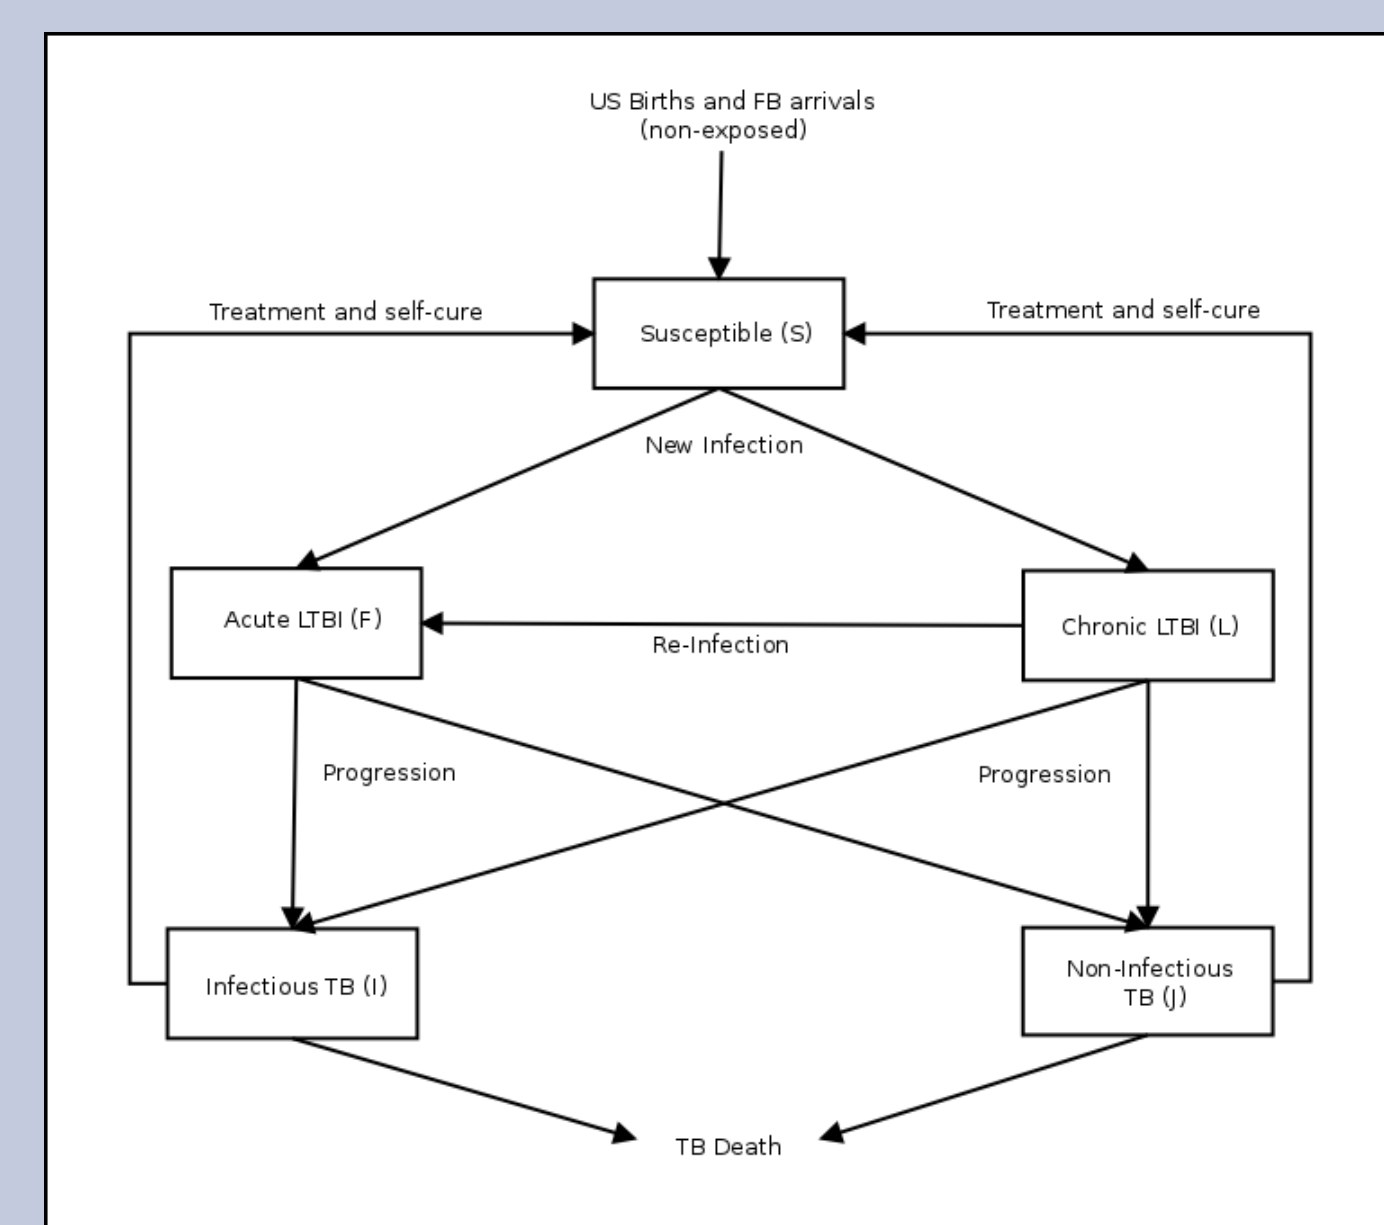 US Births and FB arrivals
(non-exposed)
Treatment and self-cure
Treatment and self-cure
Susceptible (S)
New Infection
Acute LTBI (F)
Chronic LTBI (L)
Re-Infection
Progression
Progression
Infectious TB (I)
Non-Infectious
TB (J)
TB Death